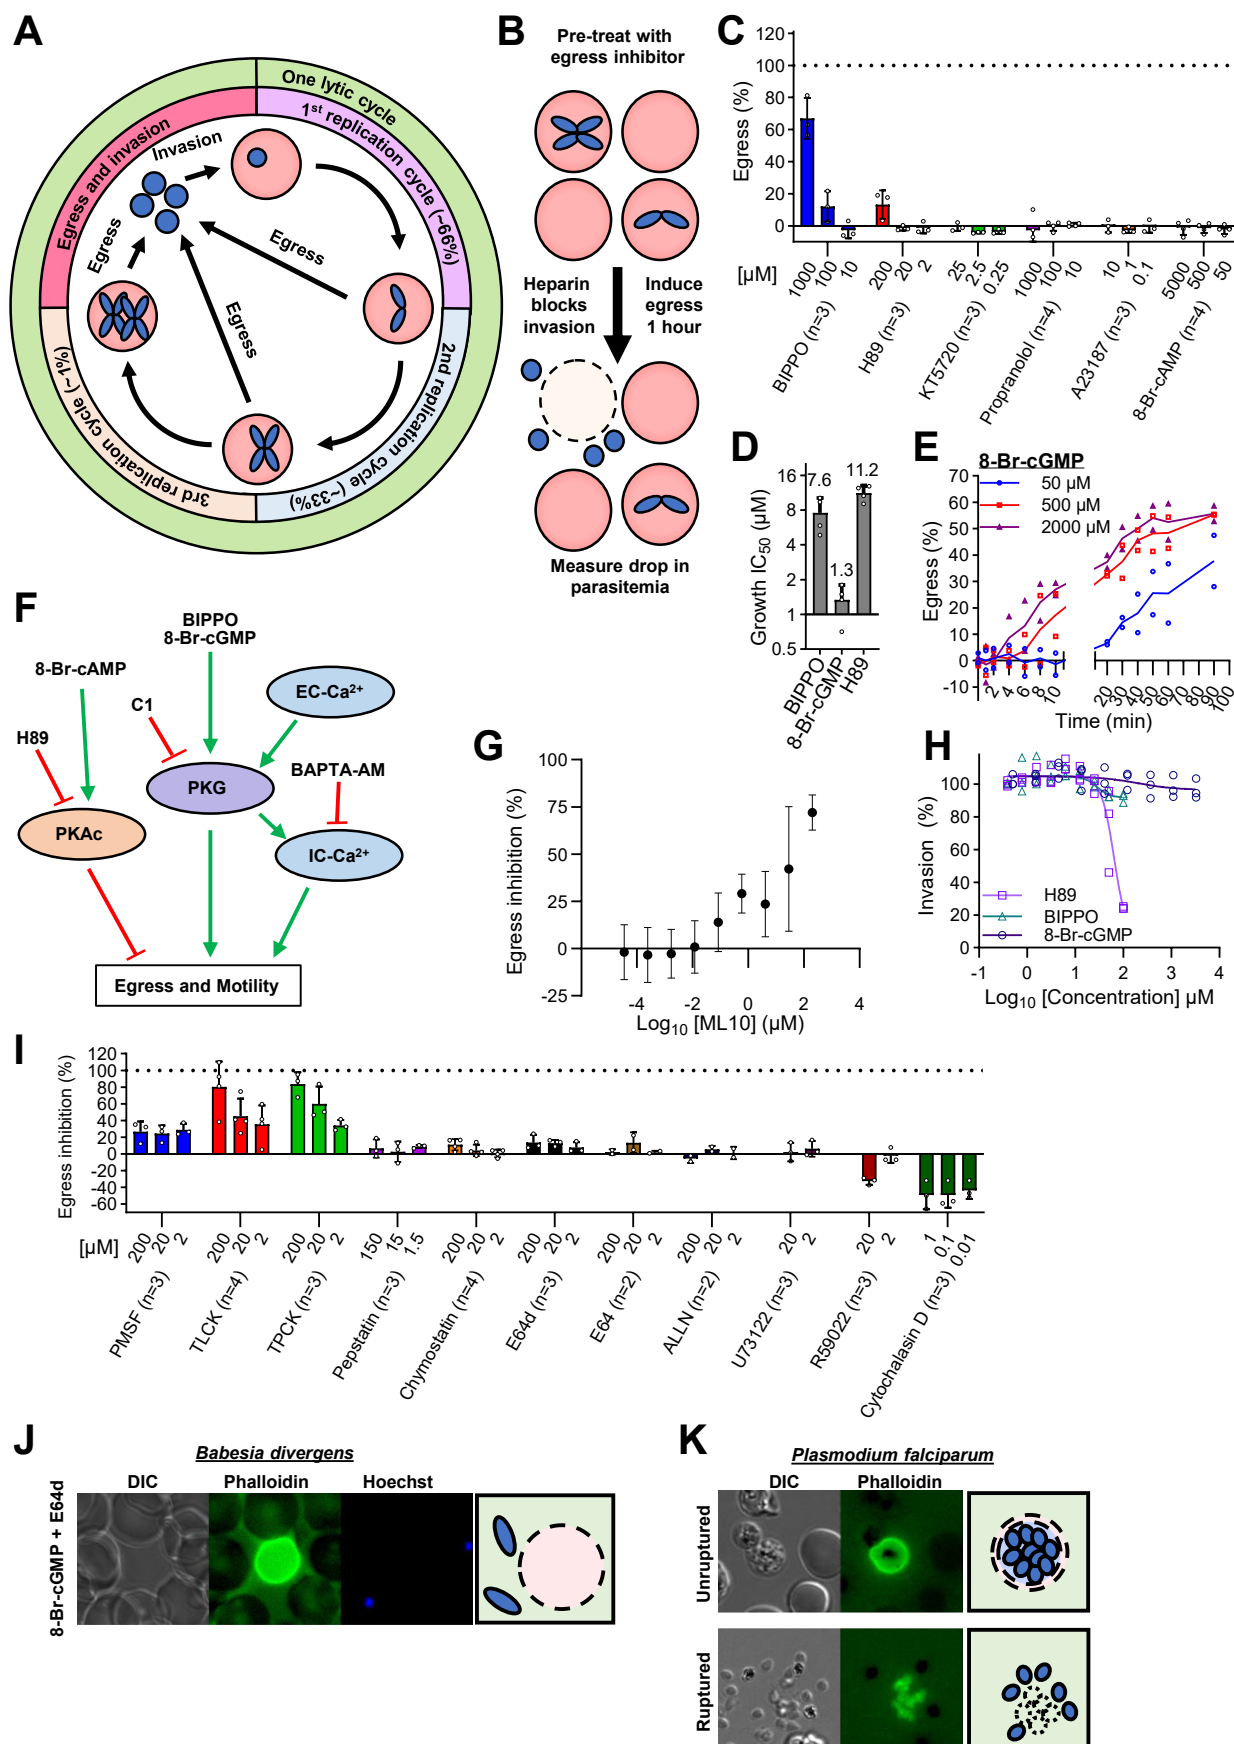 A
One lytic cycle
1st replication cycle (~66%)
2nd replication cycle (~33%)
3rd replication cycle (~1%)
Egress and invasion
Invasion
Egress
Egress
Egress
B
Pre-treat with
egress inhibitor
Heparin
blocks
invasion
Induce
egress
1 hour
Measure drop in
parasitemia
C
Egress (%)
120
100
80
60
40
20
0
[µM]
1000 100 10
200 20 2
25 2.5 0.25
1000 100 10
10 1 0.1
5000 500 50
BIPPO (n=3)
H89 (n=3)
KT5720 (n=3)
Propranolol (n=4)
A23187 (n=3)
8-Br-cAMP (n=4)
D
Growth IC50 (µM)
16
8
4
2
1
0.5
7.6
1.3
11.2
BIPPO
8-Br-cGMP
H89
E
8-Br-cGMP
50 µM
500 µM
2000 µM
Egress (%)
70
60
50
40
30
20
10
0
-10
2 4 6 8 10
20 30 40 50 60 70 80 90 100
Time (min)
F
BIPPO
8-Br-cGMP
8-Br-cAMP
EC-Ca2+
C1
H89
BAPTA-AM
PKG
PKAc
IC-Ca2+
Egress and Motility
G
Egress inhibition (%)
100
75
50
25
0
-25
-4 -2 0 2 4
Log10 [ML10] (µM)
H
Invasion (%)
120
100
80
60
40
20
0
H89
BIPPO
8-Br-cGMP
-1 0 1 2 3 4
Log10 [Concentration] µM
I
Egress inhibition (%)
120
100
80
60
40
20
0
-20
-40
-60
[µM]
200 20 2
200 20 2
200 20 2
150 15 1.5
200 20 2
200 20 2
200 20 2
200 20 2
20 2
20 2
1 0.1 0.01
PMSF (n=3)
TLCK (n=4)
TPCK (n=3)
Pepstatin (n=3)
Chymostatin (n=4)
E64d (n=3)
E64 (n=2)
ALLN (n=2)
U73122 (n=3)
R59022 (n=3)
Cytochalasin D (n=3)
J
Babesia divergens
DIC
Phalloidin
Hoechst
8-Br-cGMP + E64d
K
Plasmodium falciparum
DIC
Phalloidin
Unruptured
Ruptured